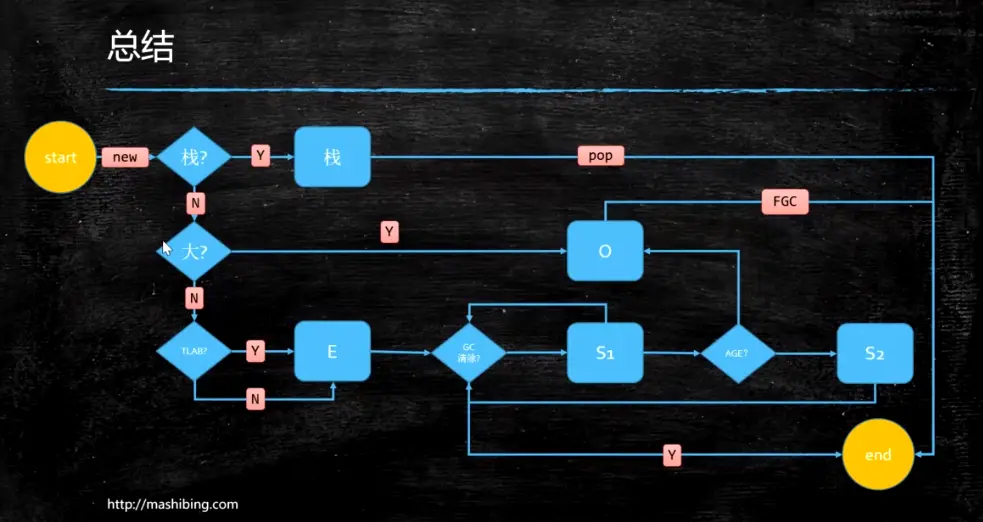 总结
start
new
栈?
Y
栈
pop
N
FGC
大?
Y
O
N
TLAB?
Y
E
GC
清除?
S1
AGE?
S2
N
Y
end
http://mashibing.com